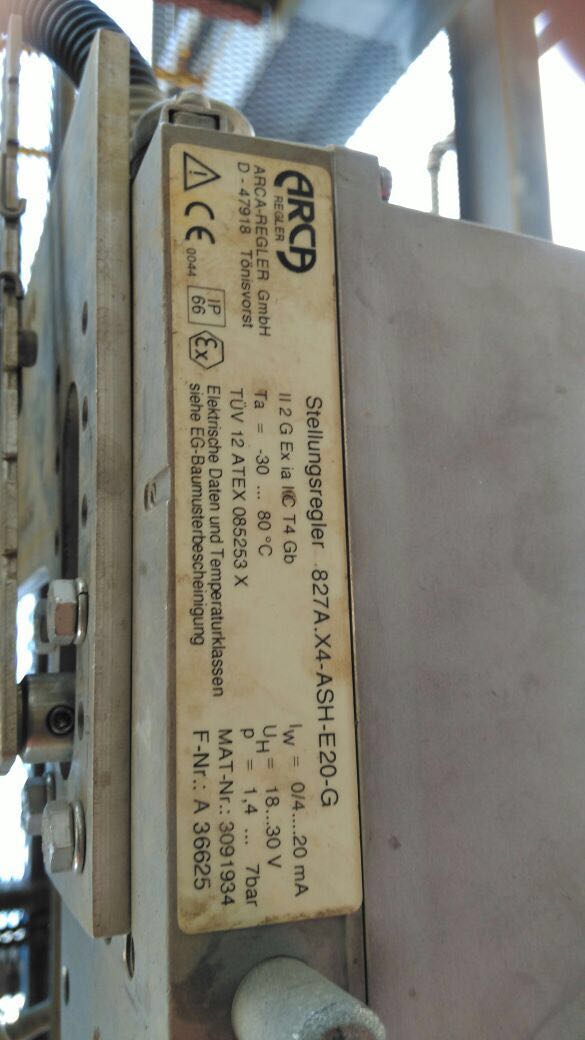 ARCA
REGLER
ARCA-REGLER GmbH
D - 47918 Tönisvorst
CE 0044 IP 66 Ex
Stellungsregler 827A.X4-ASH-E20-G
II 2 G Ex ia IIC T4 Gb
Ta = -30 ... 80 °C
TÜV 12 ATEX 085253 X
Elektrische Daten und Temperaturklassen
siehe EG-Baumusterbescheinigung
IW = 0/4....20 mA
UH = 18...30 V
p = 1,4 ... 7bar
MAT-Nr.: 3091934
F-Nr.: A 36625